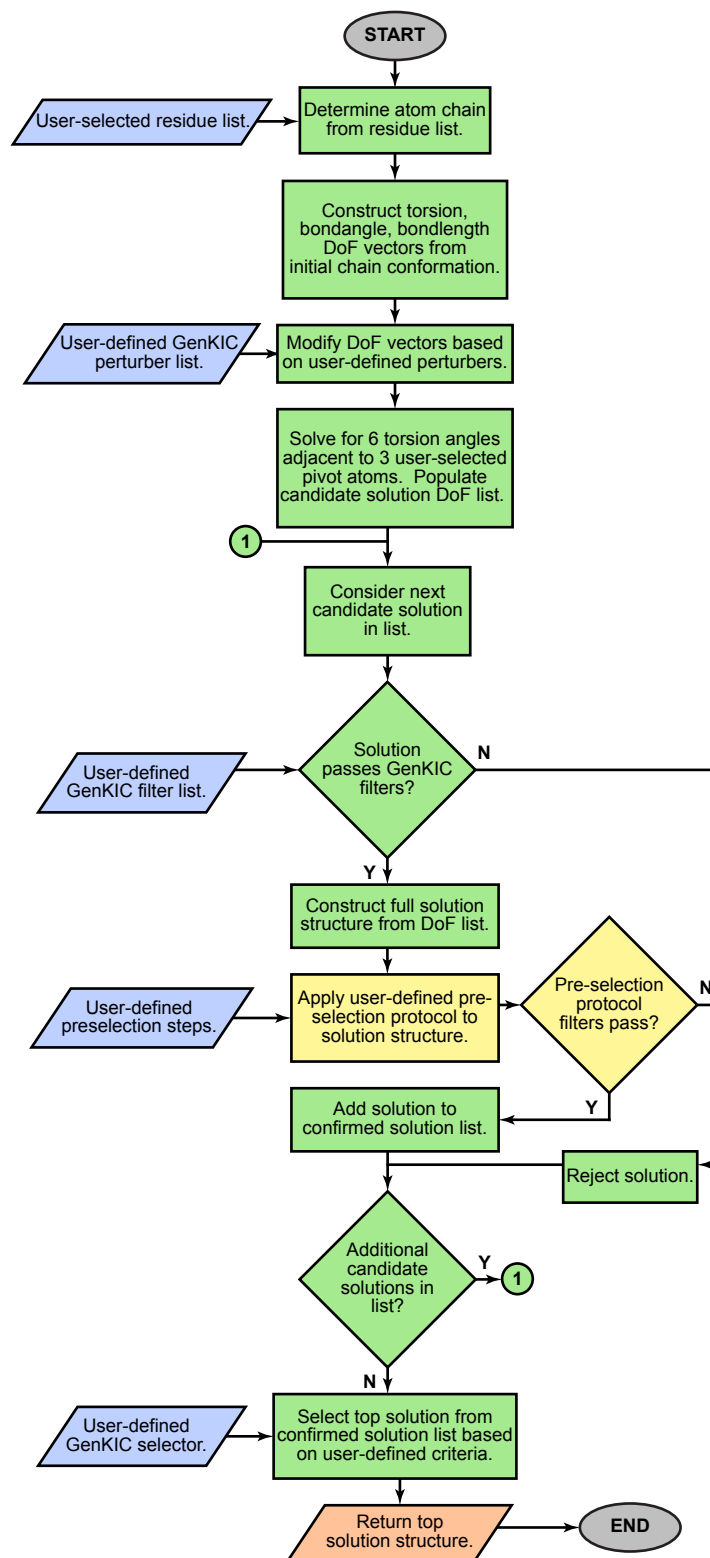 START
User-selected residue list.
Determine atom chain
from residue list.
Construct torsion,
bondangle, bondlength
DoF vectors from
initial chain conformation.
User-defined GenKIC
perturber list.
Modify DoF vectors based
on user-defined perturbers.
Solve for 6 torsion angles
adjacent to 3 user-selected
pivot atoms.  Populate
candidate solution DoF list.
1
Consider next
candidate solution
in list.
User-defined
GenKIC filter list.
Solution
passes GenKIC
filters?
N
Y
Construct full solution
structure from DoF list.
User-defined
preselection steps.
Apply user-defined pre-
selection protocol to
solution structure.
Pre-selection
protocol
filters pass?
N
Y
Add solution to
confirmed solution list.
Reject solution.
Additional
candidate
solutions in
list?
Y
1
N
User-defined
GenKIC selector.
Select top solution from
confirmed solution list based
on user-defined criteria.
Return top
solution structure.
END